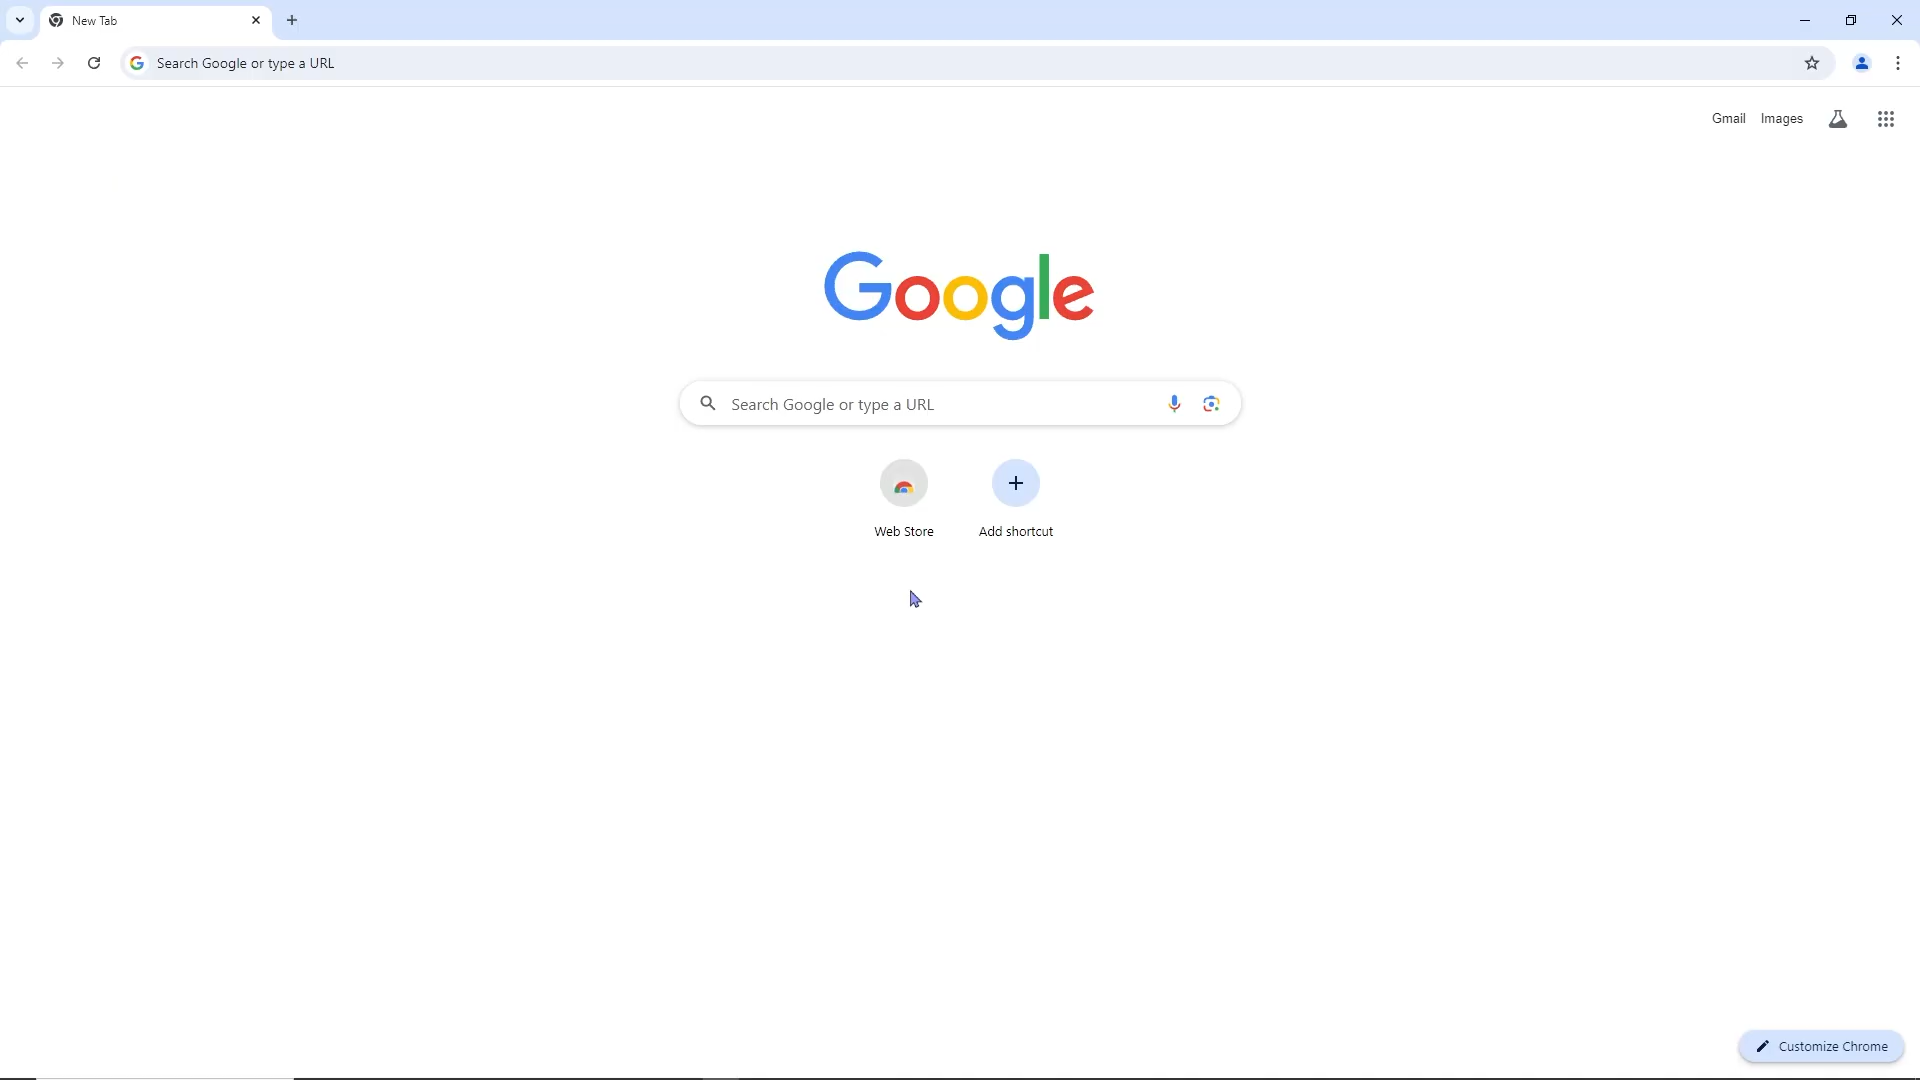 New Tab
Search Google or type a URL
Gmail Images
Google
Search Google or type a URL
Web Store
Add shortcut
Customize Chrome